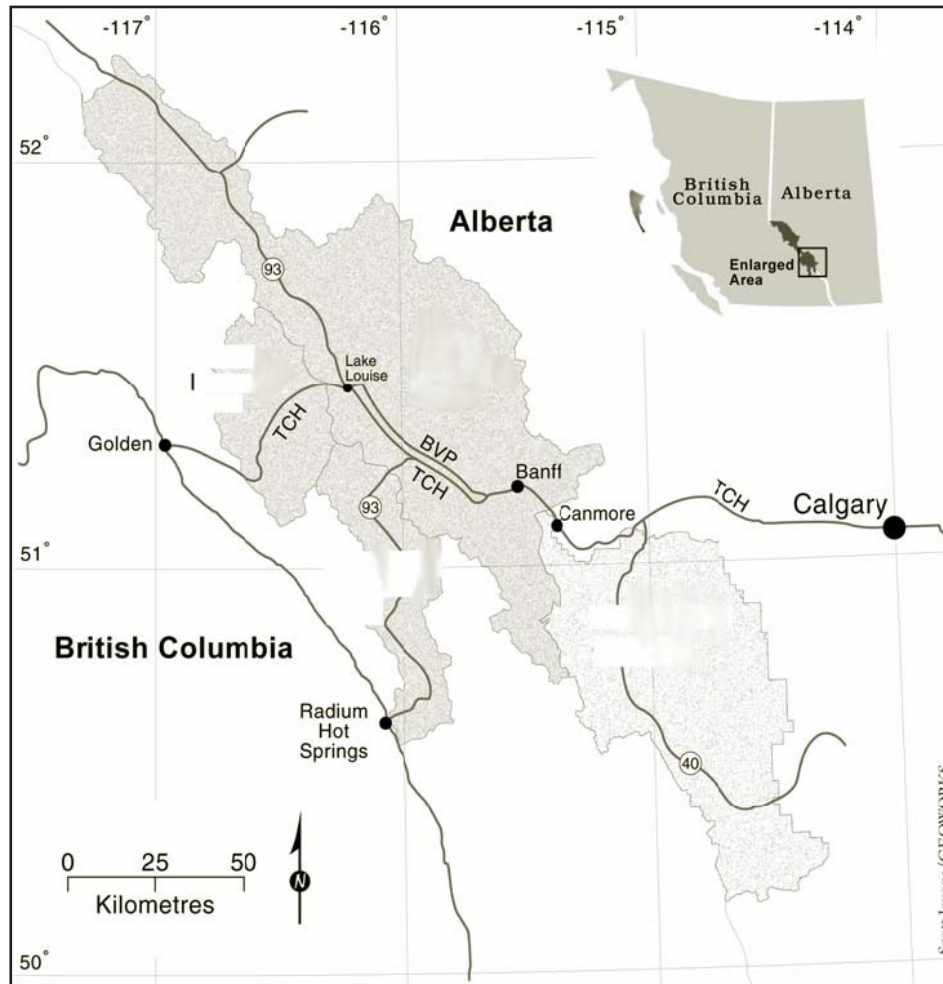 -117˚
-116˚
-115˚
-114˚
52˚
British
Columbia
Alberta
Enlarged
Area
Alberta
93
Lake
Louise
TCH
Golden
BVP
TCH
Banff
93
Canmore
TCH
Calgary
51˚
British Columbia
Radium
Hot
Springs
40
0 25 50
Kilometres
N
50˚